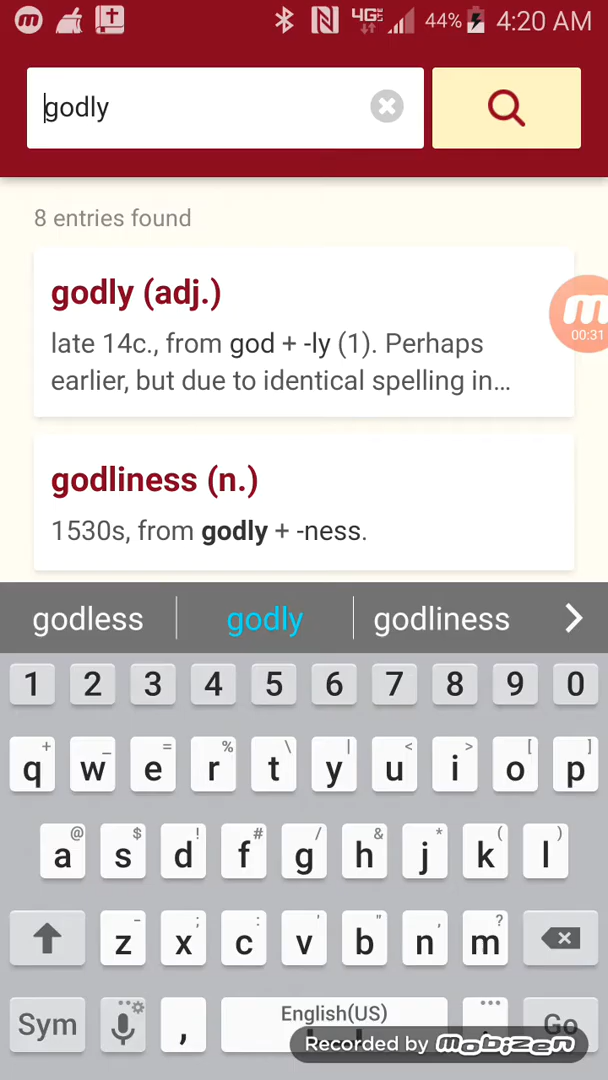 4GLTE 44% 4:20 AM
godly
8 entries found
godly (adj.)
late 14c., from god + -ly (1). Perhaps
earlier, but due to identical spelling in...
godliness (n.)
1530s, from godly + -ness.
00:31
godless godly godliness >
1 2 3 4 5 6 7 8 9 0
+ _ = % \ | < > [ ]
q w e r t y u i o p
@ $ ! # / & * ( )
a s d f g h j k l
- ; : ' " , ?
z x c v b n m
Sym , English(US) . Go
Recorded by mobizen